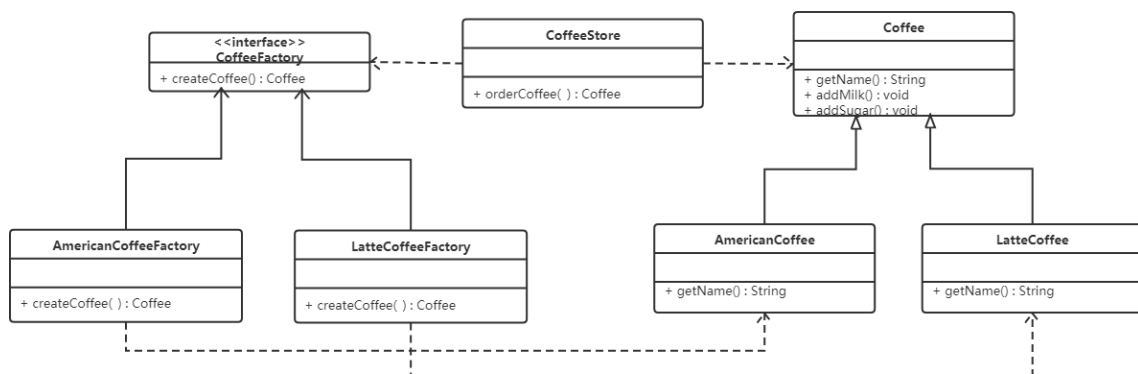 <<interface>>
CoffeeFactory
+ createCoffee() : Coffee
CoffeeStore
+ orderCoffee( ) : Coffee
Coffee
+ getName() : String
+ addMilk() : void
+ addSugar() : void
AmericanCoffeeFactory
+ createCoffee( ) : Coffee
LatteCoffeeFactory
+ createCoffee( ) : Coffee
AmericanCoffee
+ getName() : String
LatteCoffee
+ getName() : String